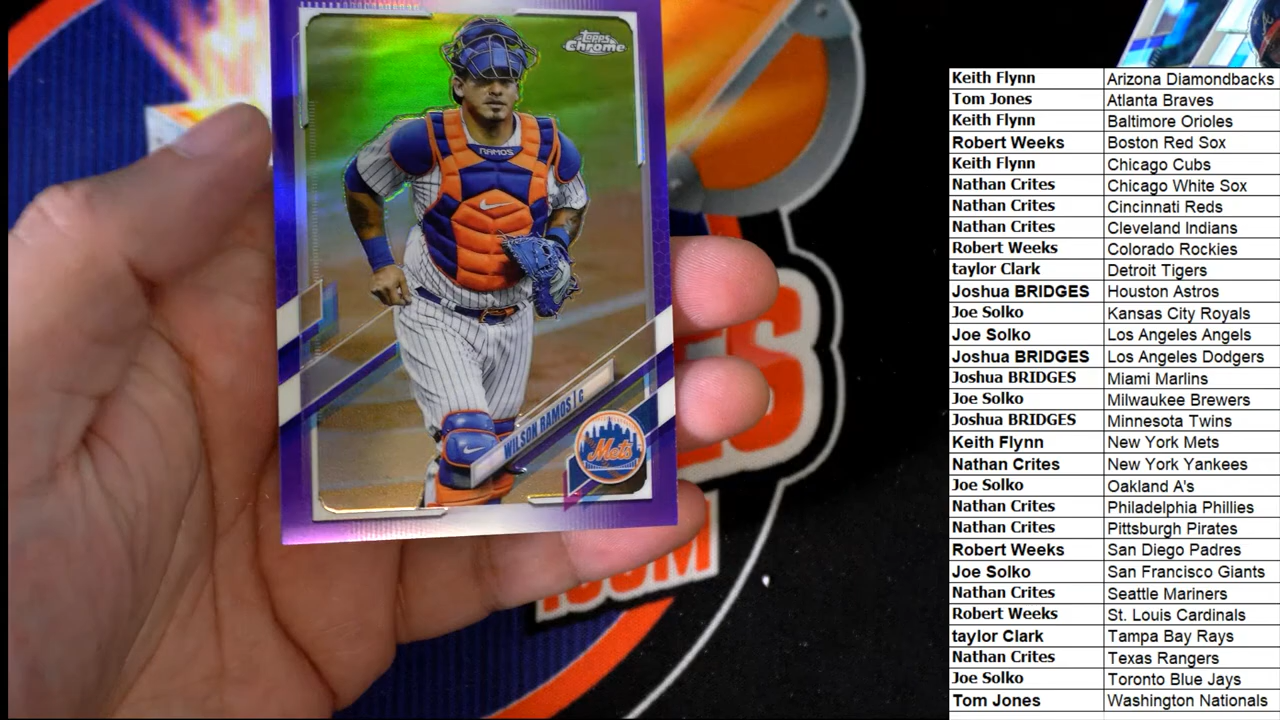 Topps
Chrome
RAMOS
WILSON RAMOS | C
Mets
Keith Flynn Arizona Diamondbacks
Tom Jones Atlanta Braves
Keith Flynn Baltimore Orioles
Robert Weeks Boston Red Sox
Keith Flynn Chicago Cubs
Nathan Crites Chicago White Sox
Nathan Crites Cincinnati Reds
Nathan Crites Cleveland Indians
Robert Weeks Colorado Rockies
taylor Clark Detroit Tigers
Joshua BRIDGES Houston Astros
Joe Solko Kansas City Royals
Joe Solko Los Angeles Angels
Joshua BRIDGES Los Angeles Dodgers
Joshua BRIDGES Miami Marlins
Joe Solko Milwaukee Brewers
Joshua BRIDGES Minnesota Twins
Keith Flynn New York Mets
Nathan Crites New York Yankees
Joe Solko Oakland A's
Nathan Crites Philadelphia Phillies
Nathan Crites Pittsburgh Pirates
Robert Weeks San Diego Padres
Joe Solko San Francisco Giants
Nathan Crites Seattle Mariners
Robert Weeks St. Louis Cardinals
taylor Clark Tampa Bay Rays
Nathan Crites Texas Rangers
Joe Solko Toronto Blue Jays
Tom Jones Washington Nationals